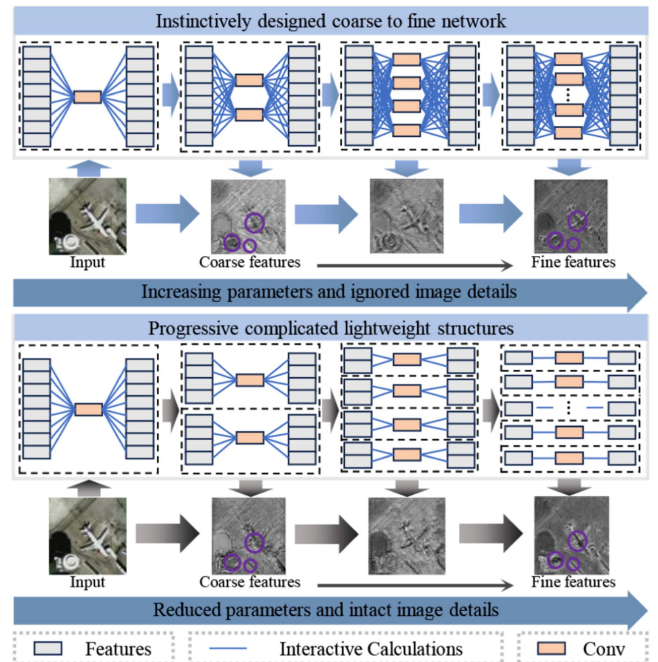 Instinctively designed coarse to fine network
Input
Coarse features
Fine features
Increasing parameters and ignored image details
Progressive complicated lightweight structures
Input
Coarse features
Fine features
Reduced parameters and intact image details
Features
Interactive Calculations
Conv